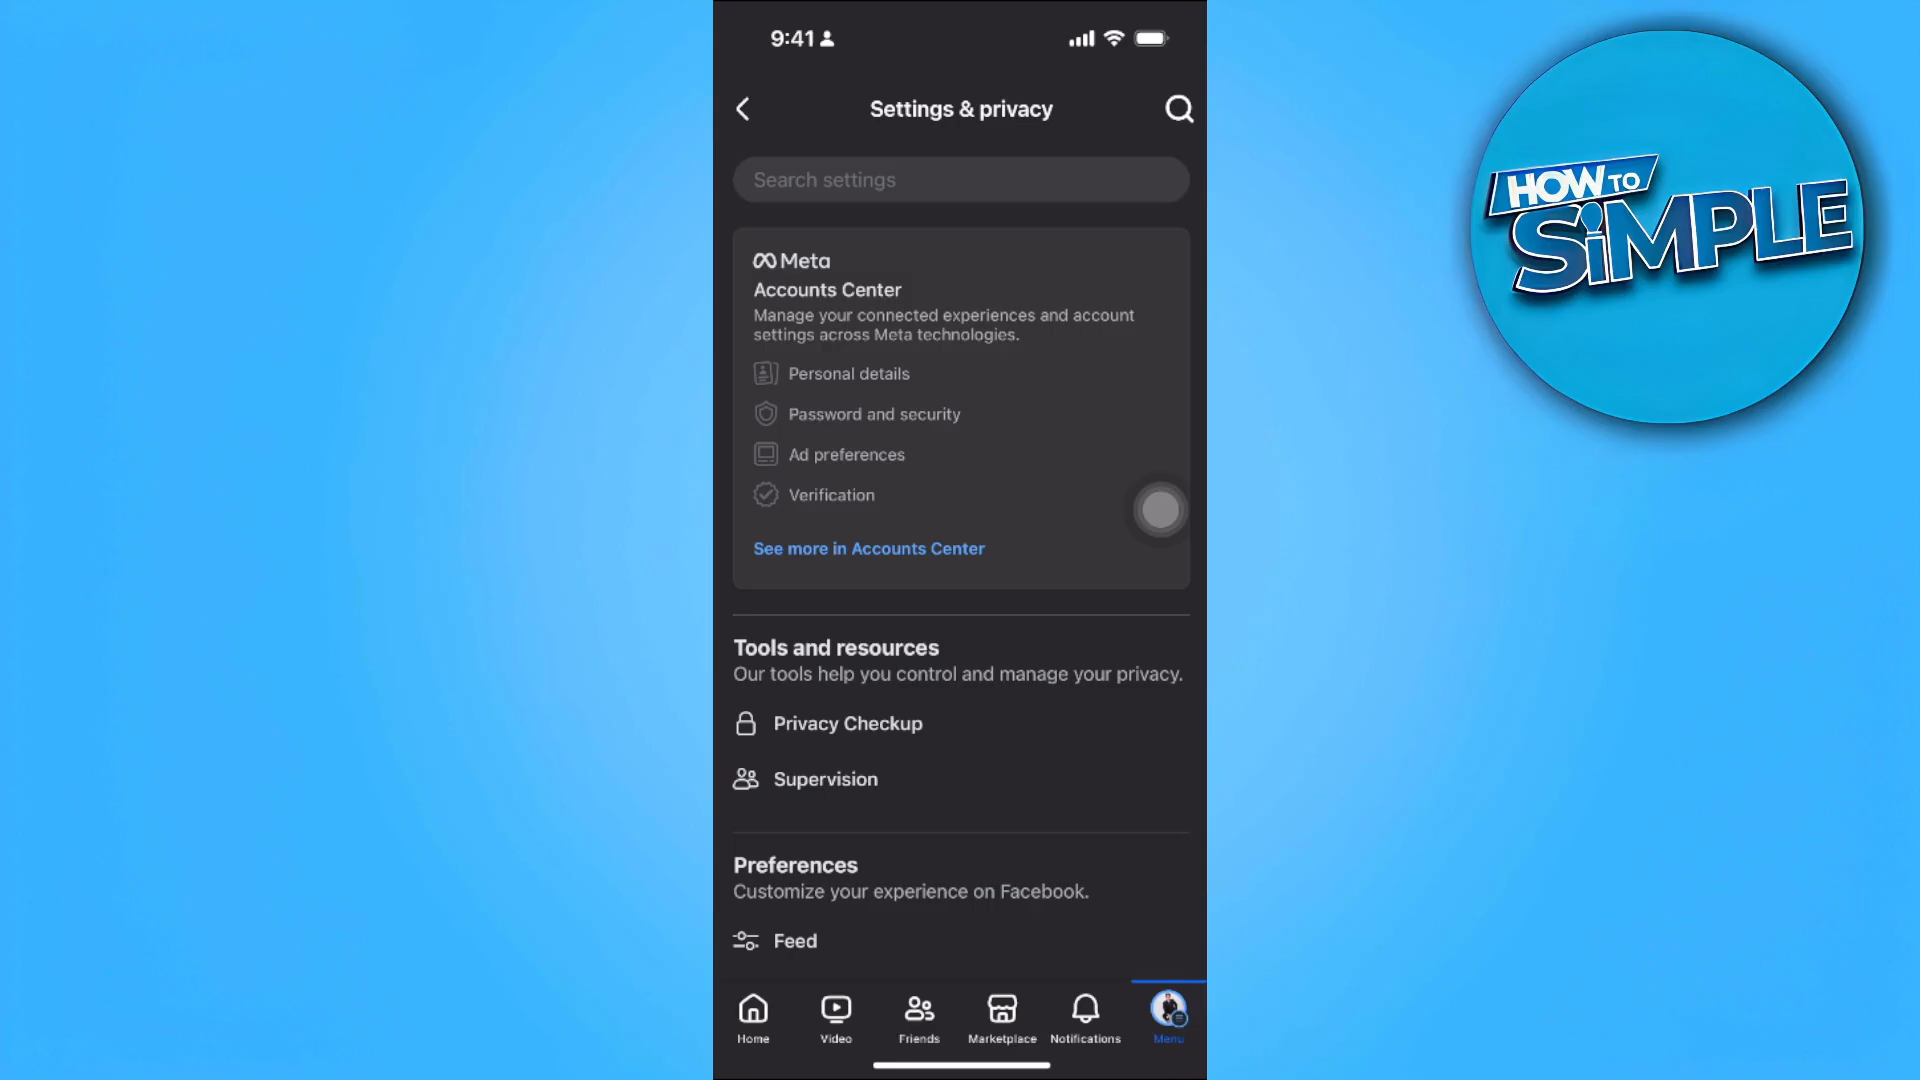 9:41
Settings & privacy
Search settings
Meta
Accounts Center
Manage your connected experiences and account
settings across Meta technologies.
Personal details
Password and security
Ad preferences
Verification
See more in Accounts Center
Tools and resources
Our tools help you control and manage your privacy.
Privacy Checkup
Supervision
Preferences
Customize your experience on Facebook.
Feed
Home Video Friends Marketplace Notifications Menu
HOW TO
SiMPLE